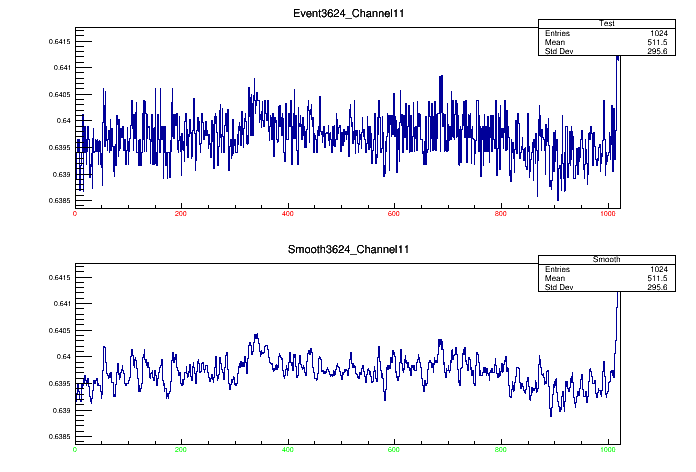 Event3624_Channel11
Test
Entries 1024
Mean 511.5
Std Dev 295.6
0.6415
0.641
0.6405
0.64
0.6395
0.639
0.6385
0 200 400 600 800 1000
Smooth3624_Channel11
Smooth
Entries 1024
Mean 511.5
Std Dev 295.6
0.6415
0.641
0.6405
0.64
0.6395
0.639
0.6385
0 200 400 600 800 1000